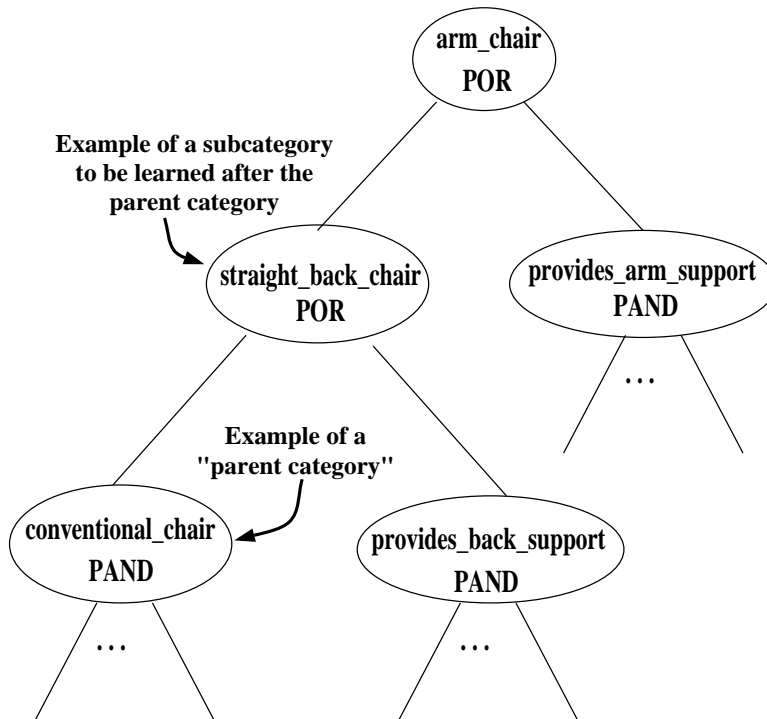 arm_chair
POR
Example of a subcategory
to be learned after the
parent category
straight_back_chair
POR
provides_arm_support
PAND
...
Example of a
"parent category"
conventional_chair
PAND
provides_back_support
PAND
...
...